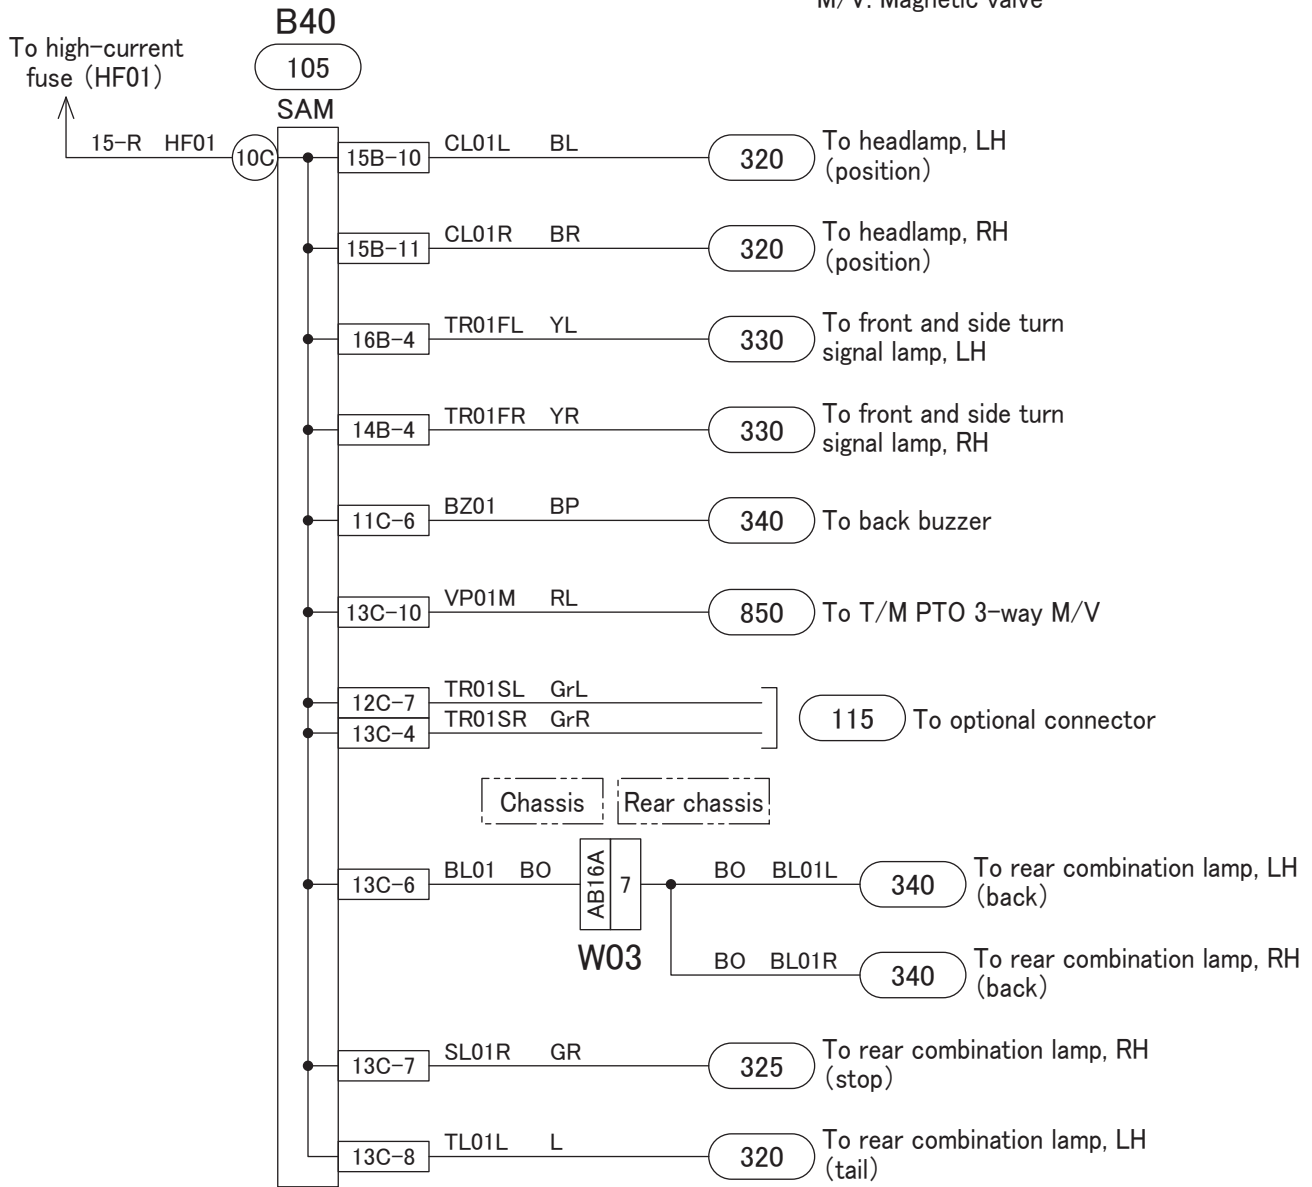 M/V: Magnetic valve
B40
To high-current
fuse (HF01)
105
SAM
15-R HF01
10C
15B-10
CL01L BL
320
To headlamp, LH
(position)
15B-11
CL01R BR
320
To headlamp, RH
(position)
16B-4
TR01FL YL
330
To front and side turn
signal lamp, LH
14B-4
TR01FR YR
330
To front and side turn
signal lamp, RH
11C-6
BZ01 BP
340
To back buzzer
13C-10
VP01M RL
850
To T/M PTO 3-way M/V
12C-7
TR01SL GrL
13C-4
TR01SR GrR
115
To optional connector
Chassis
Rear chassis
13C-6
BL01 BO
AB16A
7
W03
BO BL01L
340
To rear combination lamp, LH
(back)
BO BL01R
340
To rear combination lamp, RH
(back)
13C-7
SL01R GR
325
To rear combination lamp, RH
(stop)
13C-8
TL01L L
320
To rear combination lamp, LH
(tail)